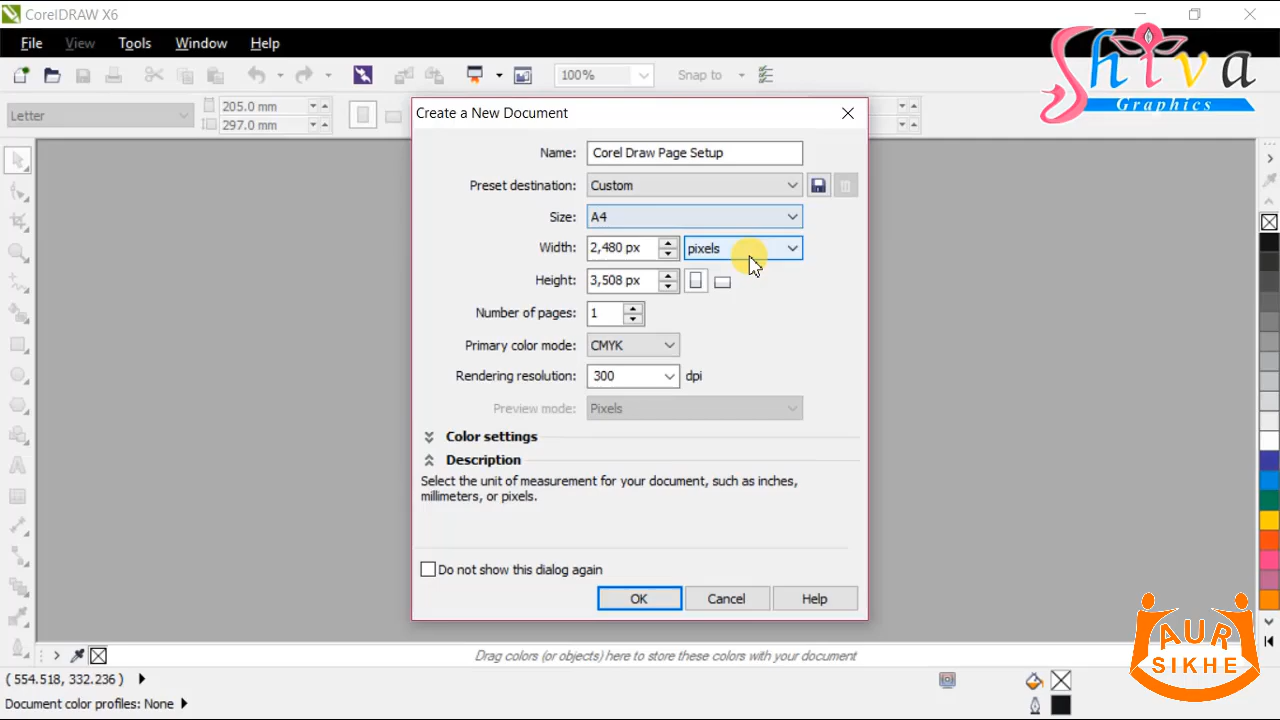 CorelDRAW X6
File View Tools Window Help
Shiva
Graphics
100% Snap to
Letter 205.0 mm
297.0 mm
Create a New Document
Name: Corel Draw Page Setup
Preset destination: Custom
Size: A4
Width: 2,480 px pixels
Height: 3,508 px
Number of pages: 1
Primary color mode: CMYK
Rendering resolution: 300 dpi
Preview mode: Pixels
Color settings
Description
Select the unit of measurement for your document, such as inches,
millimeters, or pixels.
Do not show this dialog again
OK Cancel Help
Drag colors (or objects) here to store these colors with your document
( 554.518, 332.236 )
Document color profiles: None
AUR
SIKHE